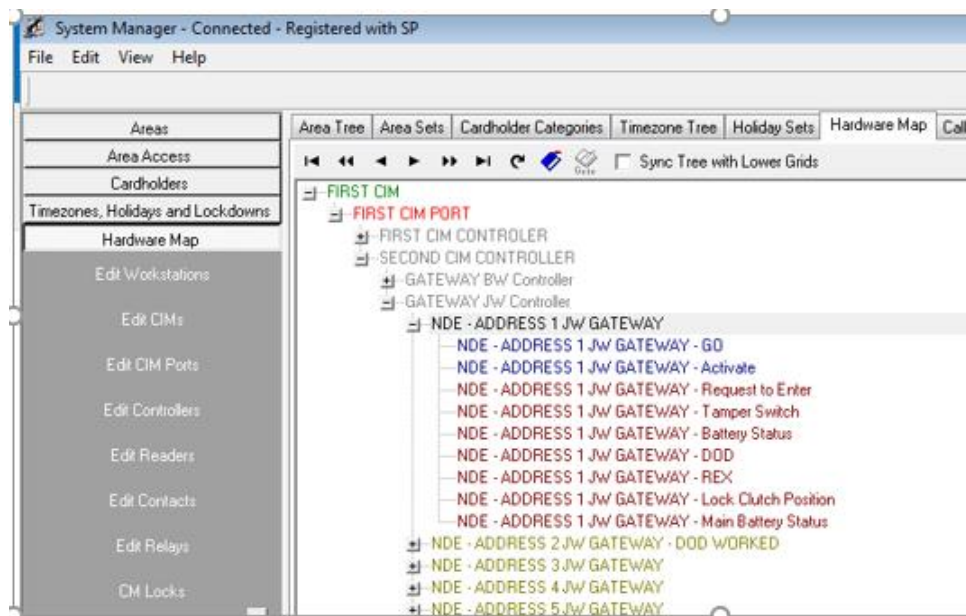 System Manager - Connected - Registered with SP
File Edit View Help
Areas
Area Access
Cardholders
Timezones, Holidays and Lockdowns
Hardware Map
Edit Workstations
Edit CIMs
Edit CIM Ports
Edit Controllers
Edit Readers
Edit Contacts
Edit Relays
CM Locks
Area Tree Area Sets Cardholder Categories Timezone Tree Holiday Sets Hardware Map Call
Sync Tree with Lower Grids
FIRST CIM
FIRST CIM PORT
FIRST CIM CONTROLER
SECOND CIM CONTROLLER
GATEWAY BW Controller
GATEWAY JW Controller
NDE - ADDRESS 1 JW GATEWAY
NDE - ADDRESS 1 JW GATEWAY - GO
NDE - ADDRESS 1 JW GATEWAY - Activate
NDE - ADDRESS 1 JW GATEWAY - Request to Enter
NDE - ADDRESS 1 JW GATEWAY - Tamper Switch
NDE - ADDRESS 1 JW GATEWAY - Battery Status
NDE - ADDRESS 1 JW GATEWAY - DOD
NDE - ADDRESS 1 JW GATEWAY - REX
NDE - ADDRESS 1 JW GATEWAY - Lock Clutch Position
NDE - ADDRESS 1 JW GATEWAY - Main Battery Status
NDE - ADDRESS 2 JW GATEWAY - DOD WORKED
NDE - ADDRESS 3 JW GATEWAY
NDE - ADDRESS 4 JW GATEWAY
NDE - ADDRESS 5 JW GATEWAY